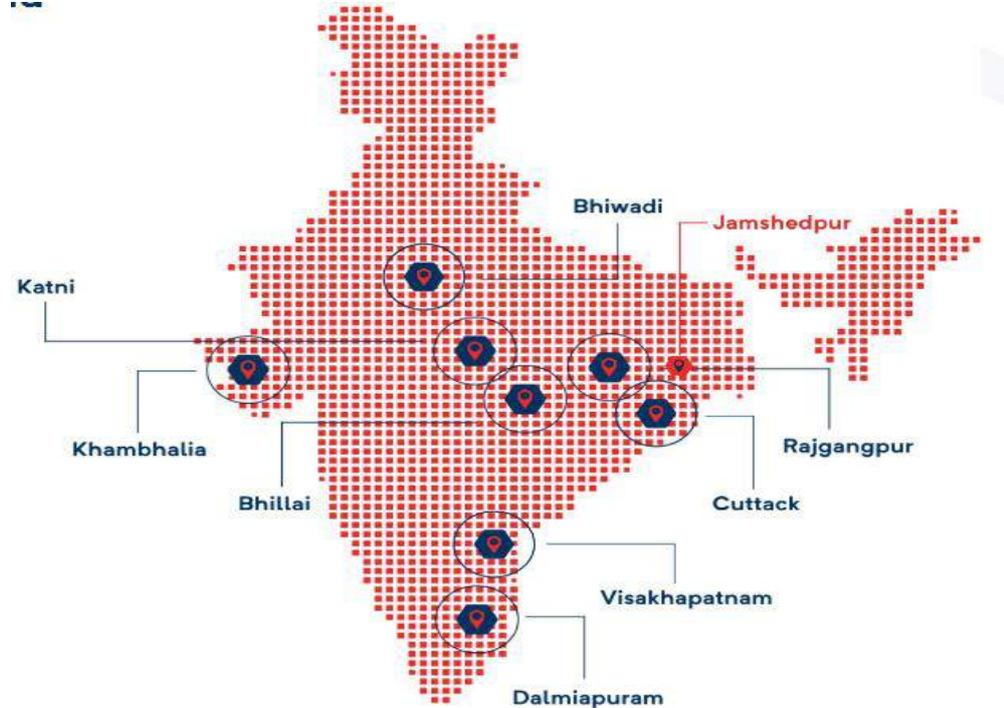 Bhiwadi
Jamshedpur
Katni
Khambhalia
Rajgangpur
Bhillai
Cuttack
Visakhapatnam
Dalmiapuram